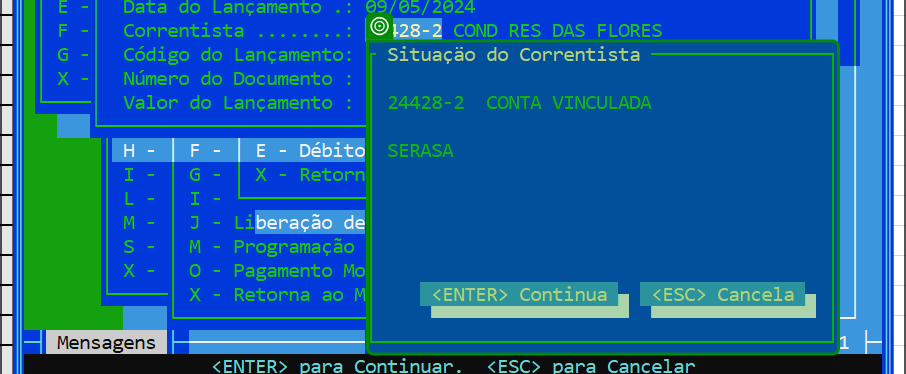 E - Data do Lançamento .: 09/05/2024
F - Correntista ........: 428-2 COND RES DAS FLORES
G - Código do Lançamento:
X - Número do Documento :
Valor do Lançamento :
Situação do Correntista
24428-2 CONTA VINCULADA
SERASA
H - F - E - Débito
I - G - X - Retorn
L - I -
M - J - Liberação de
S - M - Programação
X - O - Pagamento Mo
X - Retorna ao M
<ENTER> Continua <ESC> Cancela
Mensagens 1
<ENTER> para Continuar. <ESC> para Cancelar